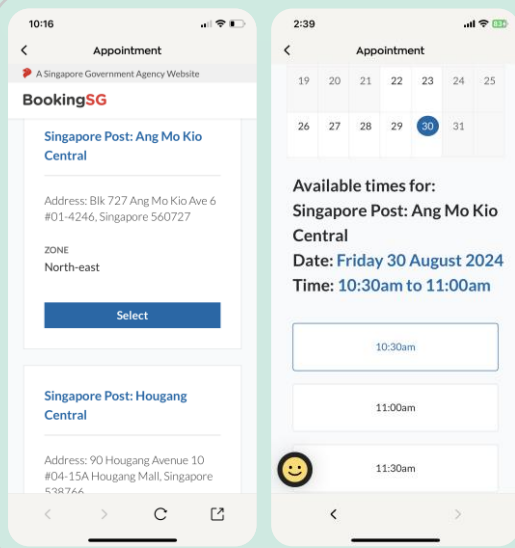 10:16
Appointment
A Singapore Government Agency Website
BookingSG
Singapore Post: Ang Mo Kio
Central
Address: Blk 727 Ang Mo Kio Ave 6
#01-4246, Singapore 560727
ZONE
North-east
Select
Singapore Post: Hougang
Central
Address: 90 Hougang Avenue 10
#04-15A Hougang Mall, Singapore
538766
2:39
Appointment
19 20 21 22 23 24 25
26 27 28 29 30 31
Available times for:
Singapore Post: Ang Mo Kio
Central
Date: Friday 30 August 2024
Time: 10:30am to 11:00am
10:30am
11:00am
11:30am